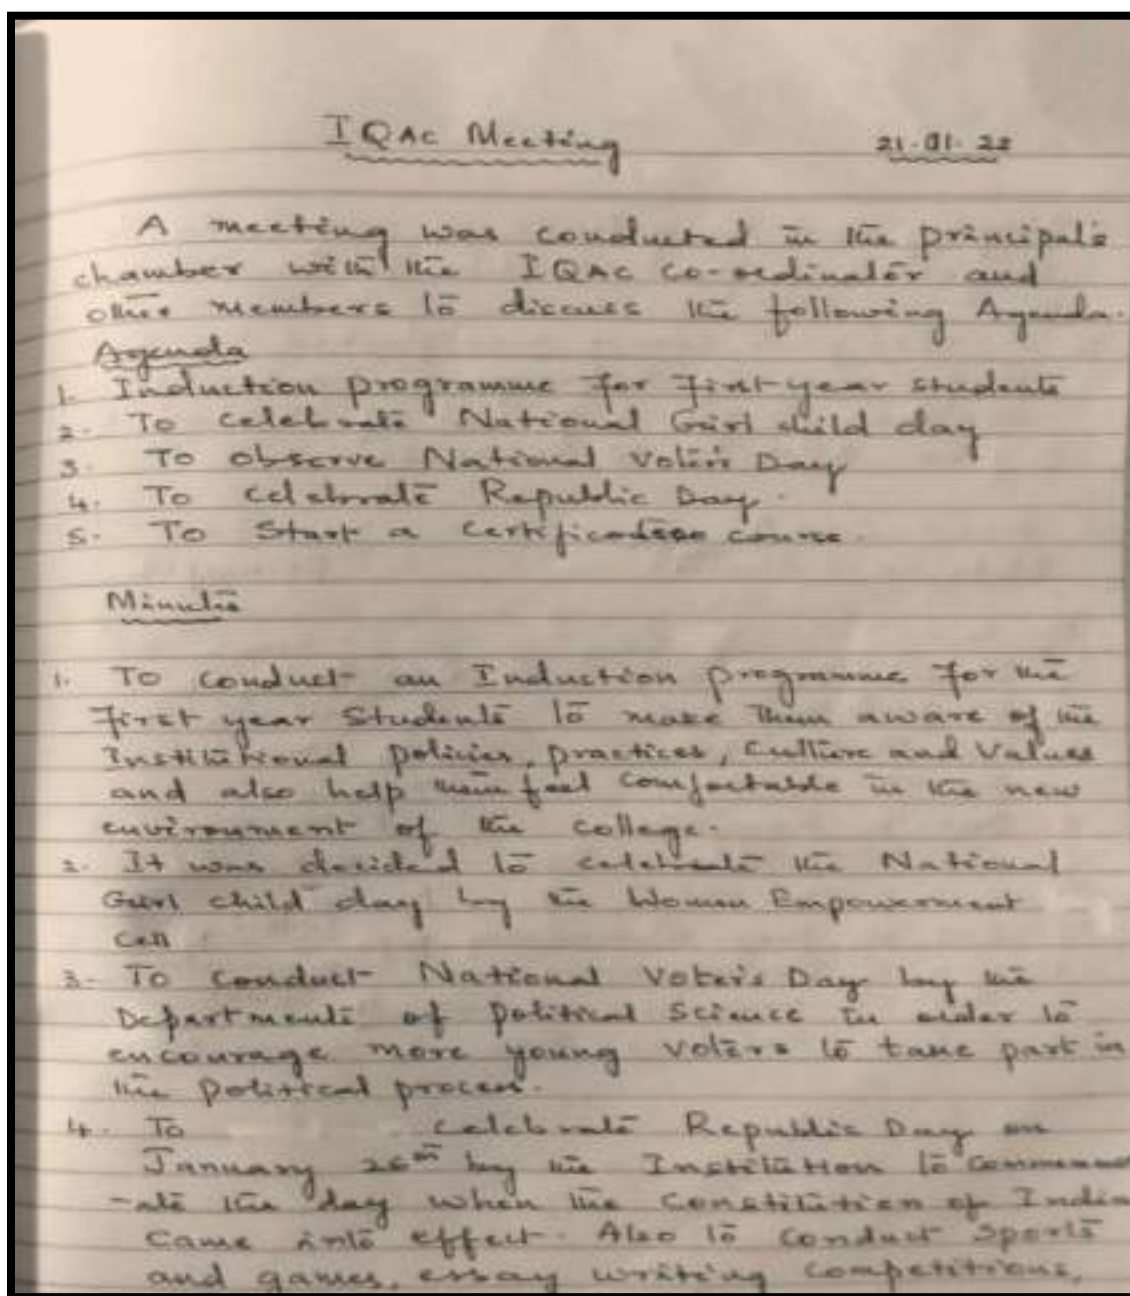 IQAC Meeting 21.01.22
A meeting was conducted in the principal's
chamber with the IQAC co-ordinator and
other members to discuss the following Agenda.
Agenda
1. Induction programme for first year students
2. To celebrate National Girl child day
3. To observe National Voter's Day
4. To celebrate Republic Day.
5. To Start a Certificate course.
Minutes
1. To conduct an Induction programme for the
first year students to make them aware of the
Institutional policies, practices, culture and values
and also help them feel comfortable in the new
environment of the college.
2. It was decided to celebrate the National
Girl child day by the Women Empowerment
Cell
3. To conduct National Voter's Day by the
Departments of Political Science in order to
encourage more young voters to take part in
the political process.
4. To celebrate Republic Day on
January 26th by the Institution to commemor
-ate the day when the Constitution of India
came into effect. Also to conduct sports
and games, essay writing competitions,